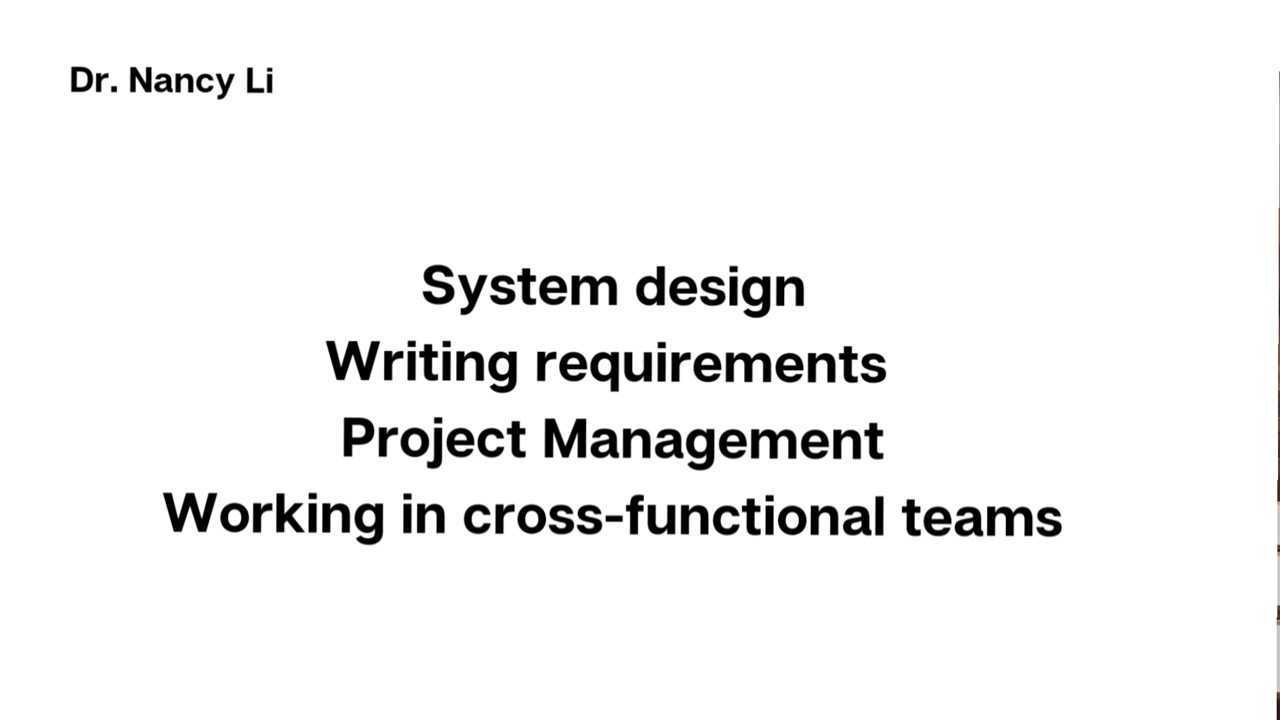 Dr. Nancy Li
System design
Writing requirements
Project Management
Working in cross-functional teams